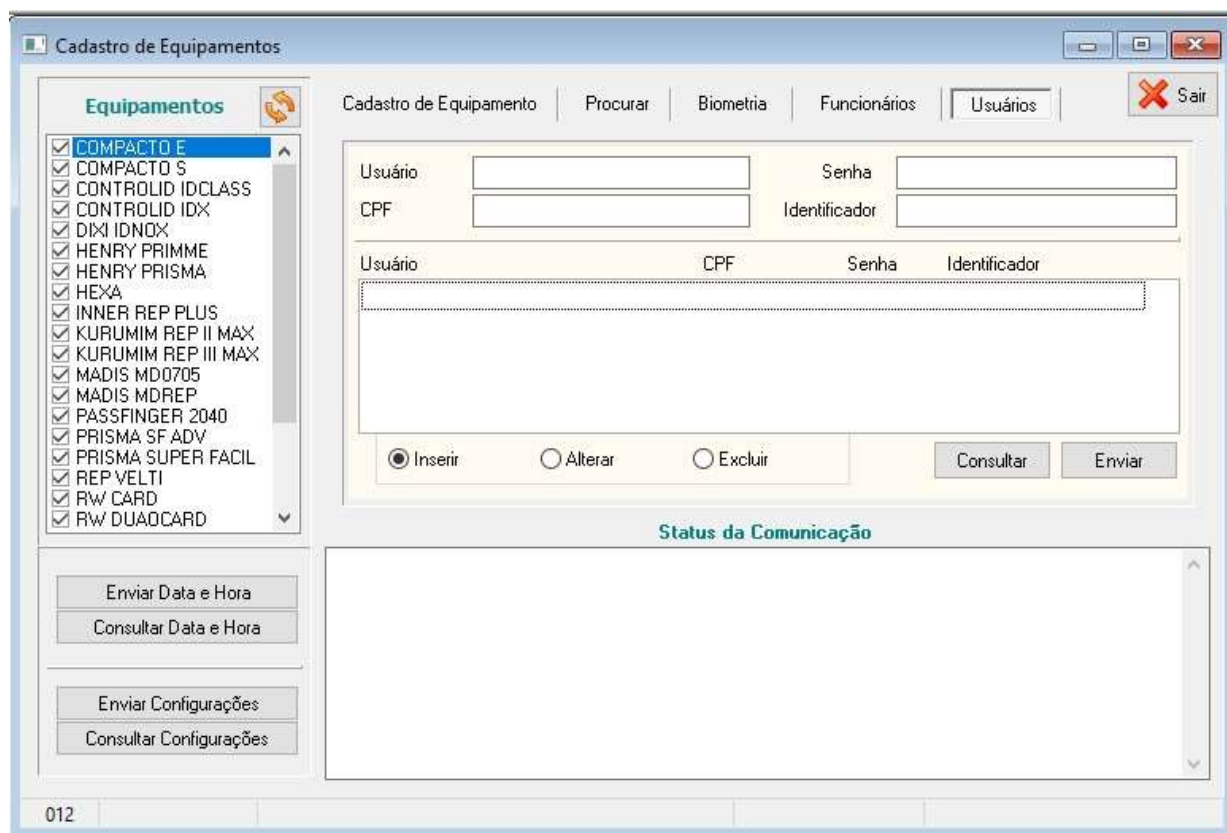 Cadastro de Equipamentos
Equipamentos
Cadastro de Equipamento Procurar Biometria Funcionários Usuários Sair
COMPACTO E
COMPACTO S
CONTROLID IDCLASS
CONTROLID IDX
DIXI IDNOX
HENRY PRIMME
HENRY PRISMA
HEXA
INNER REP PLUS
KURUMIM REP II MAX
KURUMIM REP III MAX
MADIS MD0705
MADIS MDREP
PASSFINGER 2040
PRISMA SF ADV
PRISMA SUPER FACIL
REP VELTI
RW CARD
RW DUAOCARD
Usuário Senha
CPF Identificador
Usuário CPF Senha Identificador
Inserir Alterar Excluir Consultar Enviar
Status da Comunicação
Enviar Data e Hora
Consultar Data e Hora
Enviar Configurações
Consultar Configurações
012